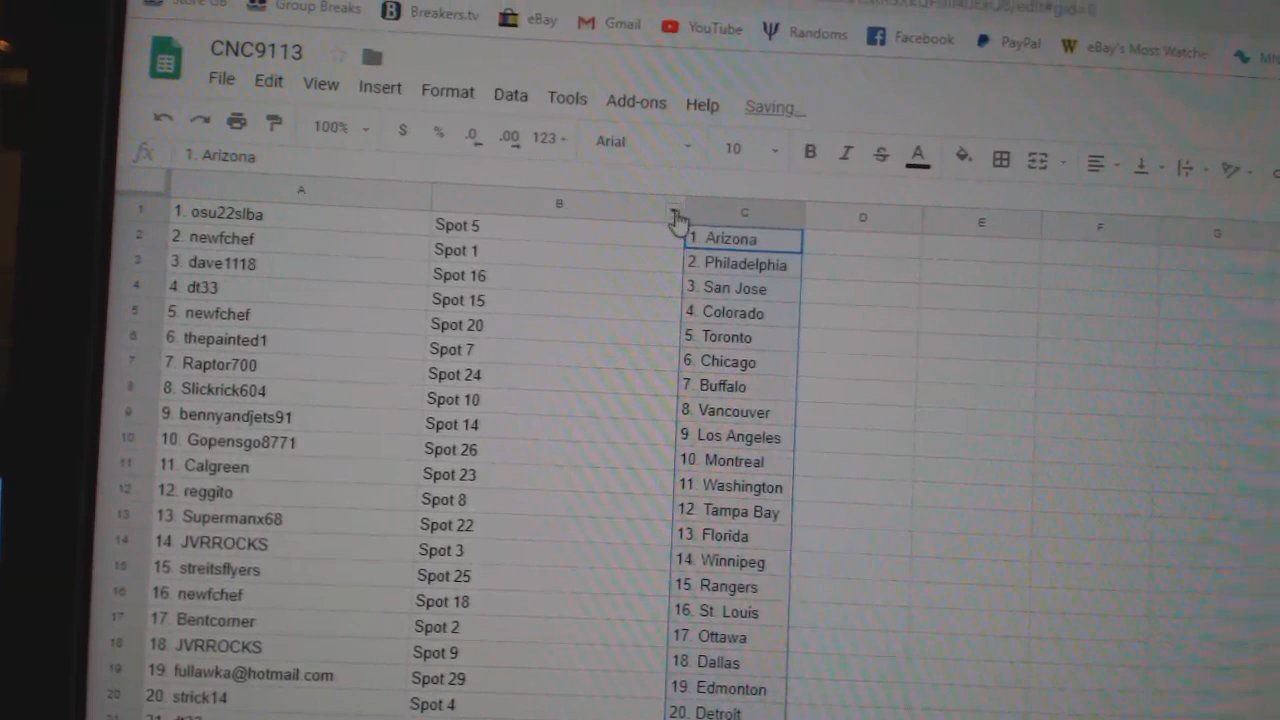 Store GB Group Breaks Breakers.tv eBay Gmail YouTube Randoms Facebook PayPal eBay's Most Watche
CNC9113
File Edit View Insert Format Data Tools Add-ons Help Saving...
100% $ % .0 .00 123 Arial 10 B I S A
fx 1. Arizona
A B C D E F G
1 1. osu22slba Spot 5 1 Arizona
2 2. newfchef Spot 1 2. Philadelphia
3 3. dave1118 Spot 16 3. San Jose
4 4. dt33 Spot 15 4. Colorado
5 5. newfchef Spot 20 5. Toronto
6 6. thepainted1 Spot 7 6. Chicago
7 7. Raptor700 Spot 24 7. Buffalo
8 8. Slickrick604 Spot 10 8. Vancouver
9 9. bennyandjets91 Spot 14 9. Los Angeles
10 10. Gopensgo8771 Spot 26 10. Montreal
11 11. Calgreen Spot 23 11. Washington
12 12. reggito Spot 8 12. Tampa Bay
13 13. Supermanx68 Spot 22 13. Florida
14 14. JVRROCKS Spot 3 14. Winnipeg
15 15. streitsflyers Spot 25 15. Rangers
16 16. newfchef Spot 18 16. St. Louis
17 17. Bentcorner Spot 2 17. Ottawa
18 18. JVRROCKS Spot 9 18. Dallas
19 19. fullawka@hotmail.com Spot 29 19. Edmonton
20 20. strick14 Spot 4 20. Detroit